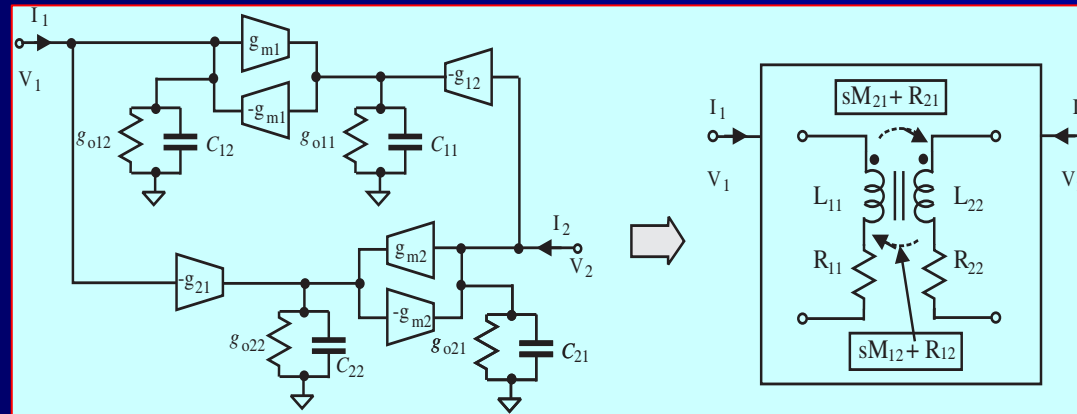 I1
V1
gm1
-gm1
-g12
go12
C12
go11
C11
I2
V2
gm2
-gm2
-g21
go22
C22
go21
C21
I1
V1
sM21+ R21
L11
L22
R11
R22
sM12+ R12
I
V